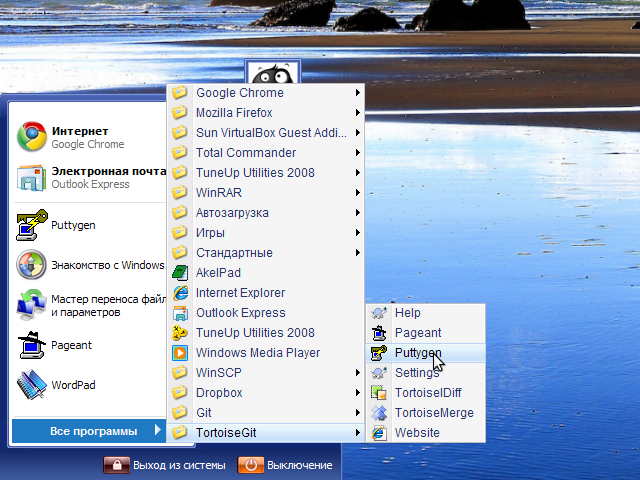 Интернет
Google Chrome
Электронная почта
Outlook Express
Puttygen
Знакомство с Windows
Мастер переноса файл
и параметров
Pageant
WordPad
Все программы
Google Chrome
Mozilla Firefox
Sun VirtualBox Guest Addi...
Total Commander
TuneUp Utilities 2008
WinRAR
Автозагрузка
Игры
Стандартные
AkelPad
Internet Explorer
Outlook Express
TuneUp Utilities 2008
Windows Media Player
WinSCP
Dropbox
Git
TortoiseGit
Help
Pageant
Puttygen
Settings
TortoiseIDiff
TortoiseMerge
Website
Выход из системы
Выключение